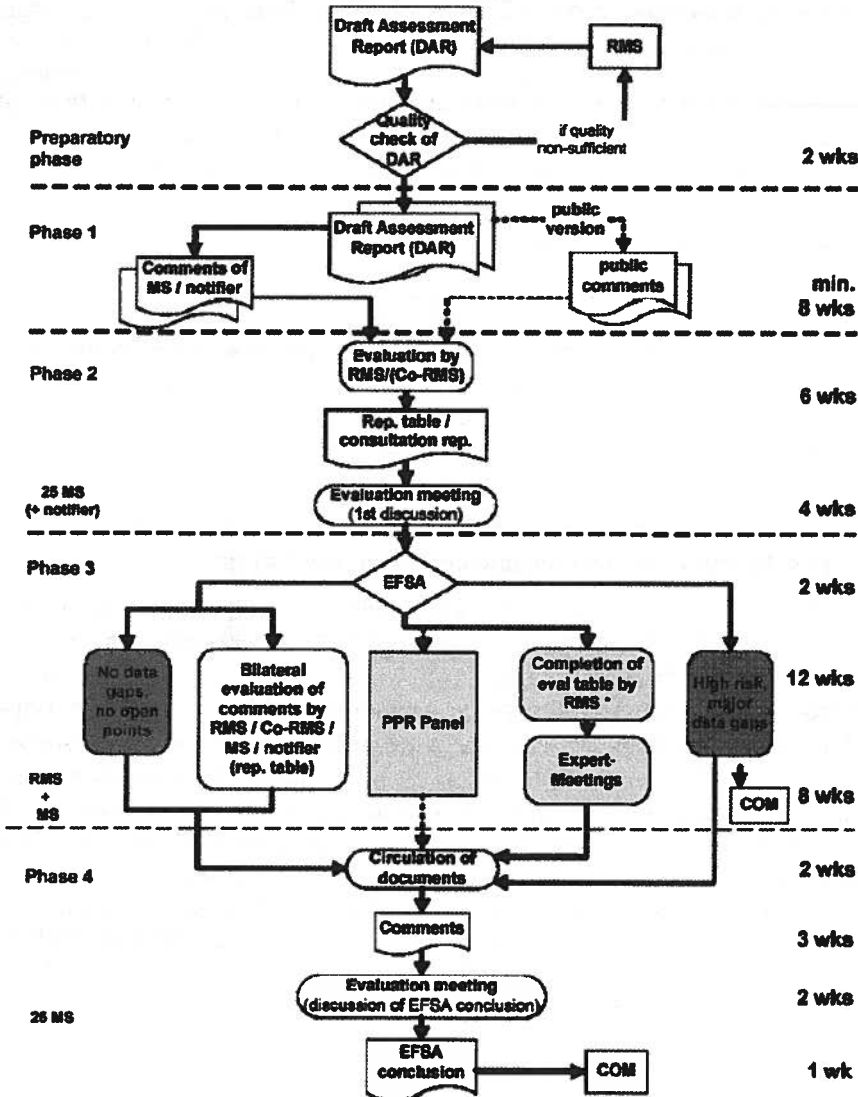 Draft Assessment
Report (DAR)
RMS
Quality
check of
DAR
if quality
non-sufficient
Preparatory
phase
2 wks
Phase 1
Draft Assessment
Report (DAR)
public
version
Comments of
MS / notifier
public
comments
min.
8 wks
Phase 2
Evaluation by
RMS/(Co-RMS)
6 wks
Rep. table /
consultation rep.
25 MS
(+ notifier)
Evaluation meeting
(1st discussion)
4 wks
Phase 3
EFSA
2 wks
No data
gaps,
no open
points
Bilateral
evaluation of
comments by
RMS / Co-RMS /
MS / notifier
(rep. table)
PPR Panel
Completion of
eval table by
RMS *
Expert-
Meetings
High risk,
major
data gaps
12 wks
RMS
+
MS
COM
8 wks
Phase 4
Circulation of
documents
2 wks
Comments
3 wks
Evaluation meeting
(discussion of EFSA conclusion)
2 wks
25 MS
EFSA
conclusion
COM
1 wk